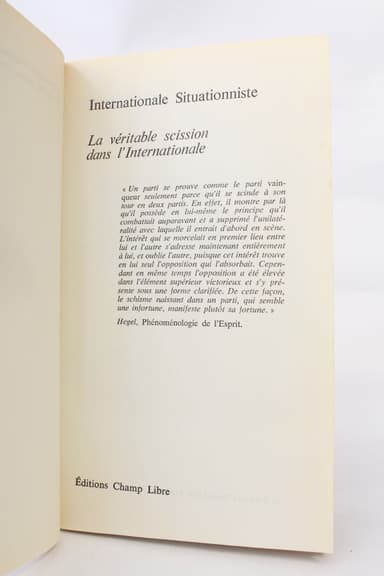 Internationale Situationniste
La véritable scission
dans l'Internationale
« Un parti se prouve comme le parti vain-
queur seulement parce qu'il se scinde à son
tour en deux partis. En effet, il montre par là
qu'il possède en lui-même le principe qu'il
combattait auparavant et a supprimé l'unilaté-
ralité avec laquelle il entrait d'abord en scène.
L'intérêt qui se morcelait en premier lieu entre
lui et l'autre s'adresse maintenant entièrement
à lui, et oublie l'autre, puisque cet intérêt trouve
en lui seul l'opposition qui l'absorbait. Cepen-
dant en même temps l'opposition a été élevée
dans l'élément supérieur victorieux et s'y pré-
sente sous une forme clarifiée. De cette façon,
le schisme naissant dans un parti, qui semble
une infortune, manifeste plutôt sa fortune. »
Hegel, Phénoménologie de l'Esprit.
Éditions Champ Libre